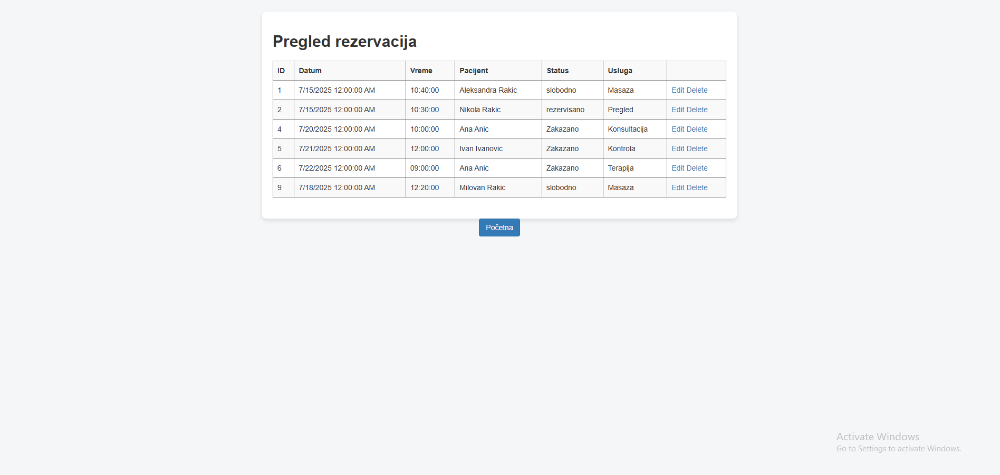 Pregled rezervacija
ID Datum Vreme Pacijent Status Usluga
1 7/15/2025 12:00:00 AM 10:40:00 Aleksandra Rakic slobodno Masaza Edit Delete
2 7/15/2025 12:00:00 AM 10:30:00 Nikola Rakic rezervisano Pregled Edit Delete
4 7/20/2025 12:00:00 AM 10:00:00 Ana Anic Zakazano Konsultacija Edit Delete
5 7/21/2025 12:00:00 AM 12:00:00 Ivan Ivanovic Zakazano Kontrola Edit Delete
6 7/22/2025 12:00:00 AM 09:00:00 Ana Anic Zakazano Terapija Edit Delete
9 7/18/2025 12:00:00 AM 12:20:00 Milovan Rakic slobodno Masaza Edit Delete
Početna
Activate Windows
Go to Settings to activate Windows.